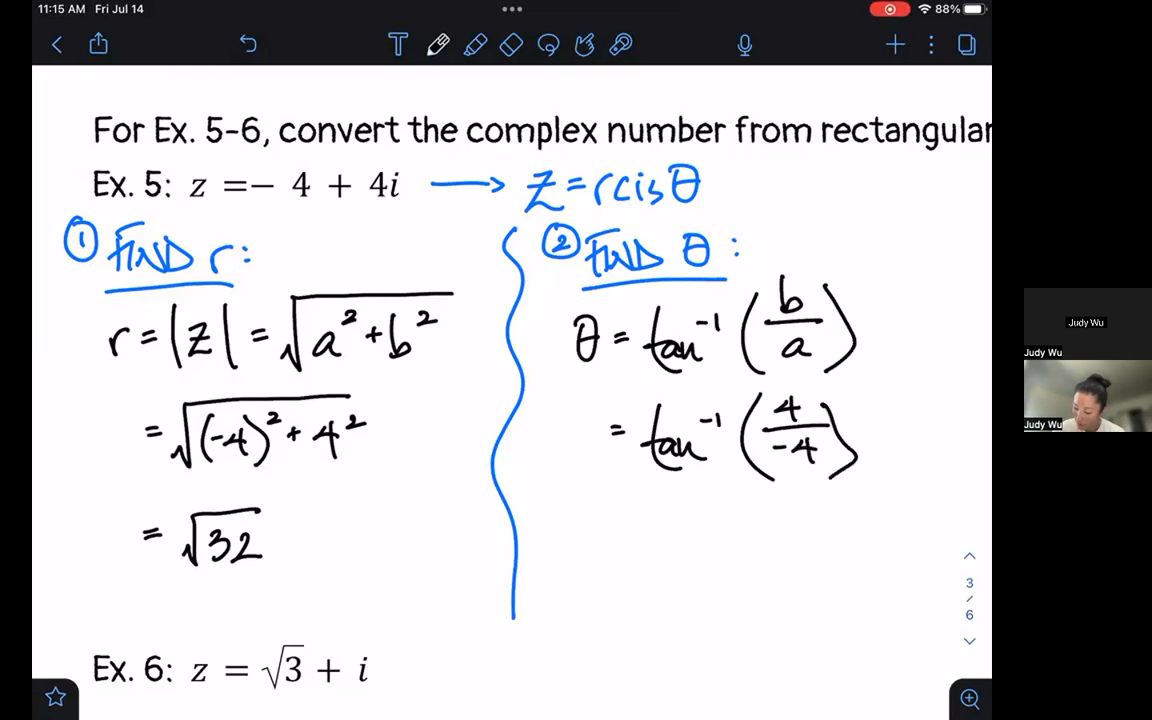 11:15 AM Fri Jul 14
88%
For Ex. 5-6, convert the complex number from rectangular
Ex. 5: z =− 4 + 4i → z = r cis θ
① FIND r:
r = |z| = √(a² + b²)
= √((-4)² + 4²)
= √32
② FIND θ:
θ = tan⁻¹ (b/a)
= tan⁻¹ (4/-4)
Ex. 6: z = √3 + i
3
/
6
Judy Wu
Judy Wu
Judy Wu